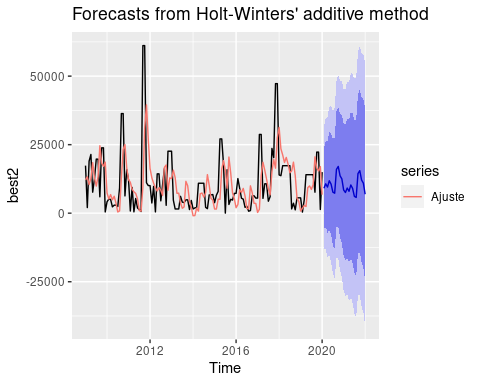 Forecasts from Holt-Winters' additive method
50000
25000
0
-25000
best2
2012
2016
2020
Time
series
Ajuste